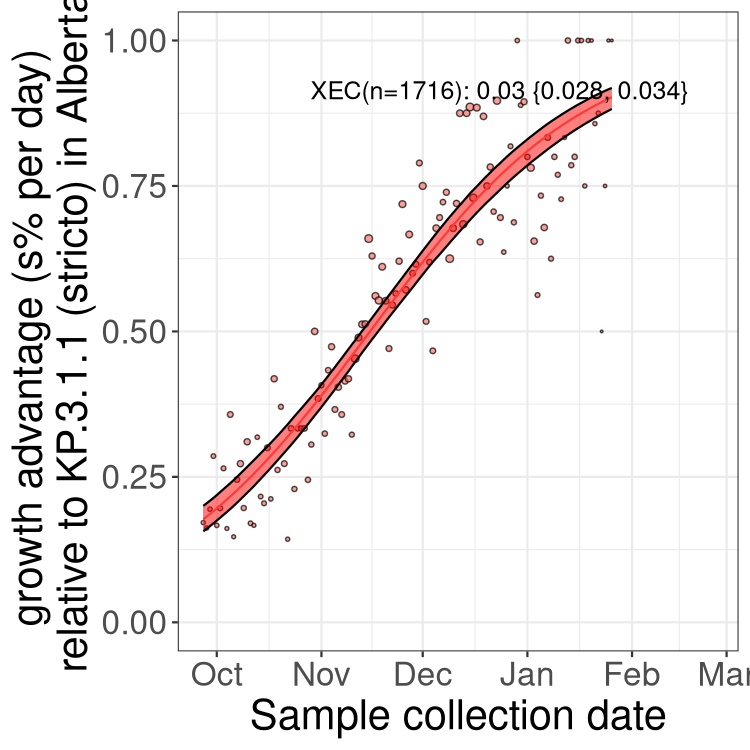 growth advantage (s% per day)
relative to KP.3.1.1 (stricto) in Alberta
1.00
0.75
0.50
0.25
0.00
XEC(n=1716): 0.03 {0.028, 0.034}
Oct Nov Dec Jan Feb Mar
Sample collection date